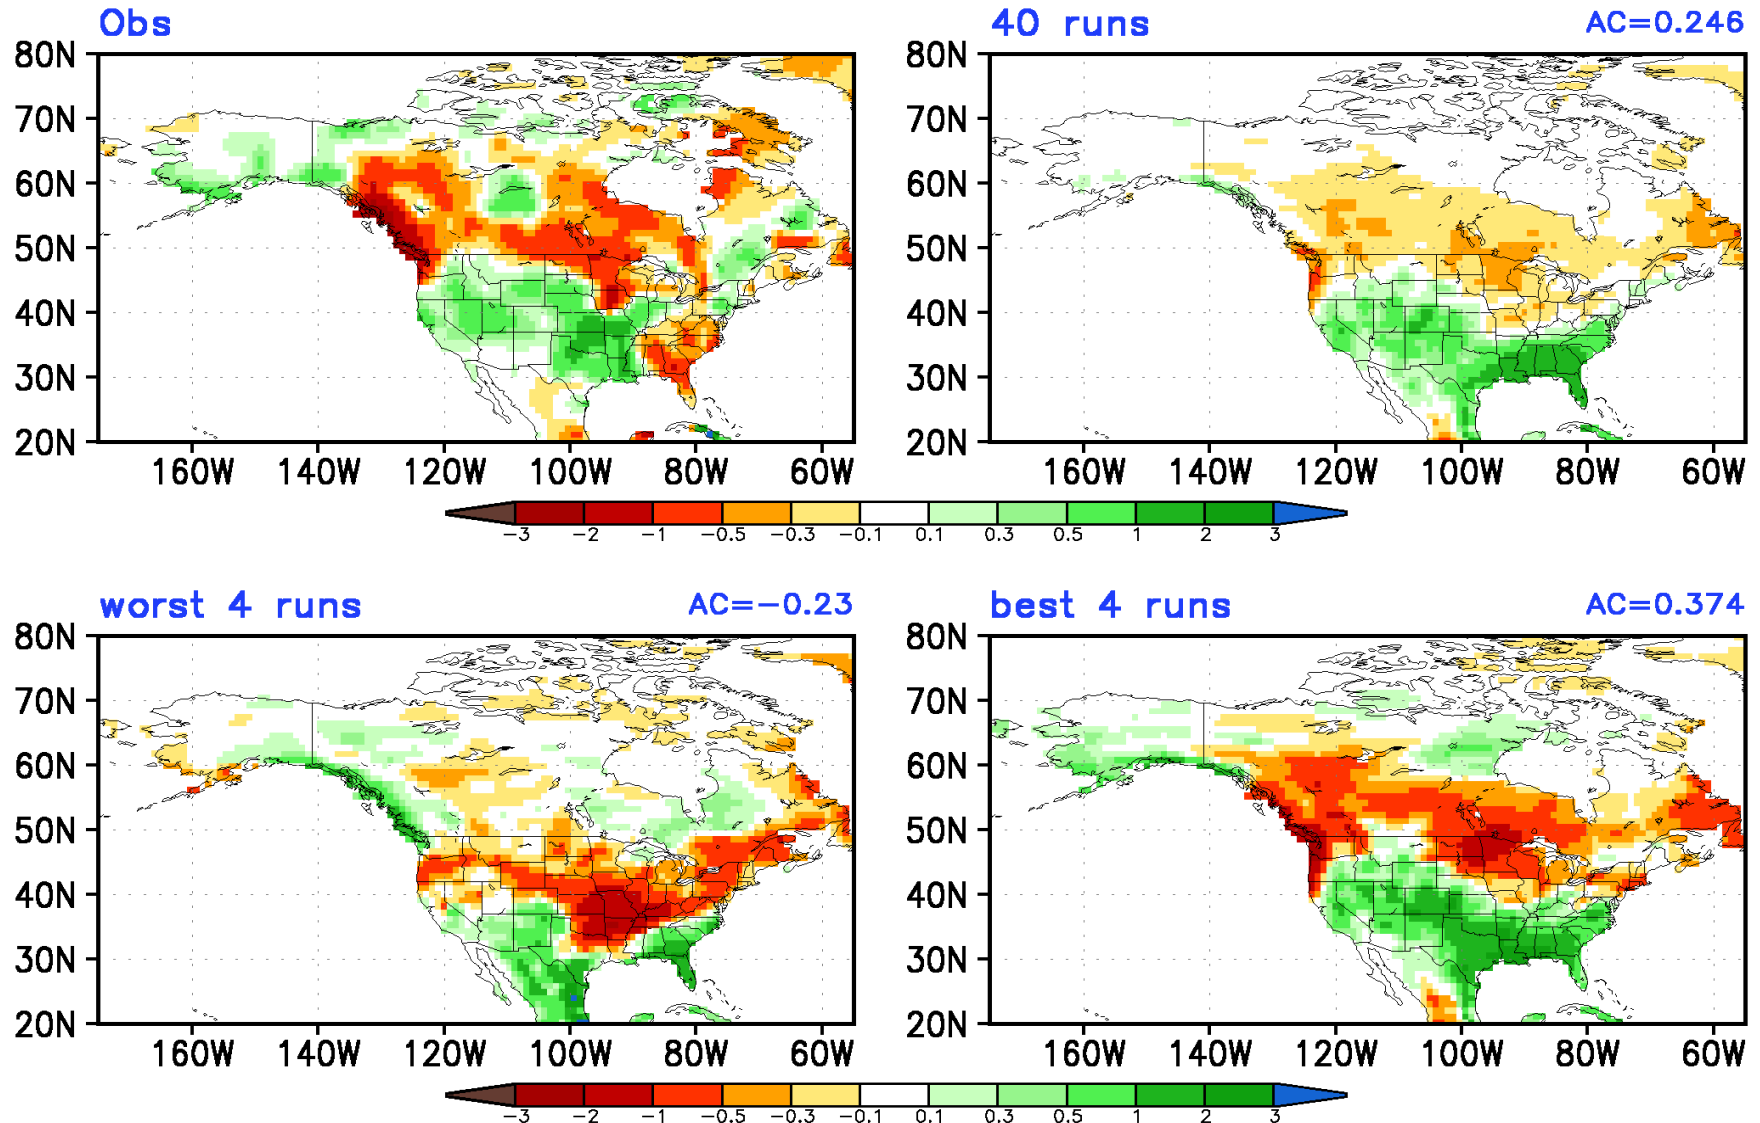 Obs
40 runs AC=0.246
80N
70N
60N
50N
40N
30N
20N
160W 140W 120W 100W 80W 60W
80N
70N
60N
50N
40N
30N
20N
160W 140W 120W 100W 80W 60W
-3 -2 -1 -0.5 -0.3 -0.1 0.1 0.3 0.5 1 2 3
worst 4 runs AC=-0.23
best 4 runs AC=0.374
80N
70N
60N
50N
40N
30N
20N
160W 140W 120W 100W 80W 60W
80N
70N
60N
50N
40N
30N
20N
160W 140W 120W 100W 80W 60W
-3 -2 -1 -0.5 -0.3 -0.1 0.1 0.3 0.5 1 2 3